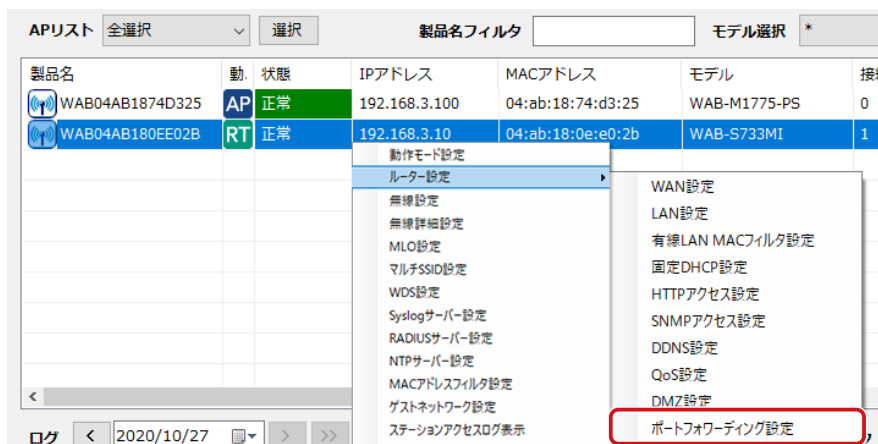 APリスト 全選択 選択 製品名フィルタ モデル選択 *
製品名 動. 状態 IPアドレス MACアドレス モデル
WAB04AB1874D325 AP 正常 192.168.3.100 04:ab:18:74:d3:25 WAB-M1775-PS 0
WAB04AB180EE02B RT 正常 192.168.3.10 04:ab:18:0e:e0:2b WAB-S733MI 1
動作モード設定
ルーター設定
無線設定
無線詳細設定
MLO設定
マルチSSID設定
WDS設定
Syslogサーバー設定
RADIUSサーバー設定
NTPサーバー設定
MACアドレスフィルタ設定
ゲストネットワーク設定
ステーションアクセスログ表示
WAN設定
LAN設定
有線LAN MACフィルタ設定
固定DHCP設定
HTTPアクセス設定
SNMPアクセス設定
DDNS設定
QoS設定
DMZ設定
ポートフォワーディング設定
ログ < 2020/10/27 > >>